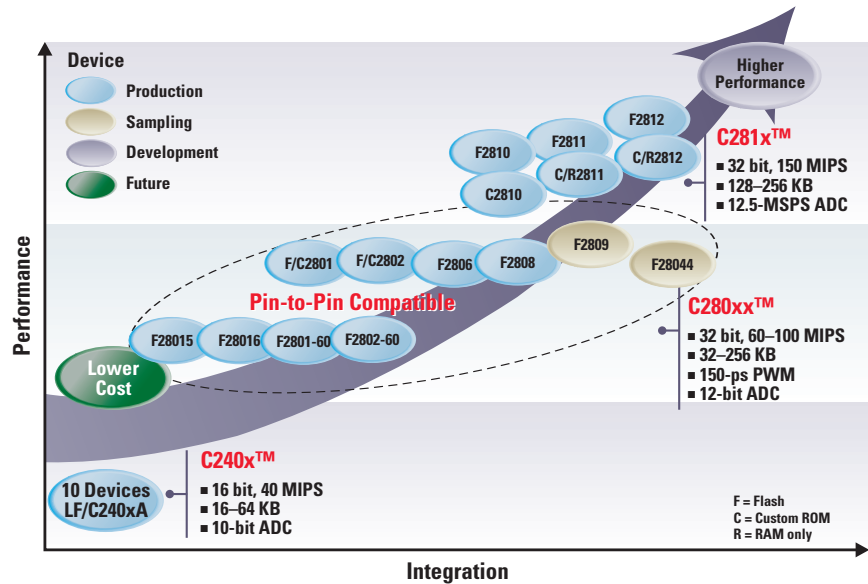 Device
Production
Sampling
Development
Future
Higher
Performance
F2812
F2811
F2810
C/R2812
C/R2811
C2810
C281x™
■ 32 bit, 150 MIPS
■ 128–256 KB
■ 12.5-MSPS ADC
F/C2801
F/C2802
F2806
F2808
F2809
F28044
Pin-to-Pin Compatible
F28015
F28016
F2801-60
F2802-60
C280xx™
■ 32 bit, 60–100 MIPS
■ 32–256 KB
■ 150-ps PWM
■ 12-bit ADC
Lower
Cost
C240x™
10 Devices
LF/C240xA
■ 16 bit, 40 MIPS
■ 16–64 KB
■ 10-bit ADC
F = Flash
C = Custom ROM
R = RAM only
Performance
Integration